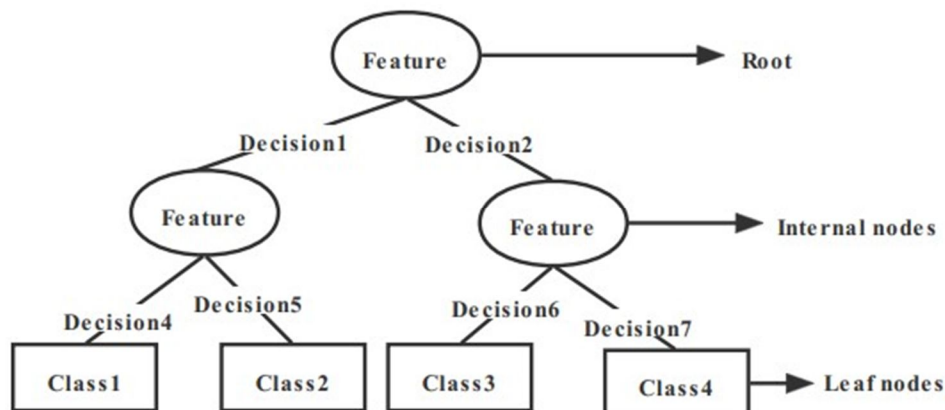 Feature
Root
Decision1
Decision2
Feature
Feature
Internal nodes
Decision4
Decision5
Decision6
Decision7
Class1
Class2
Class3
Class4
Leaf nodes